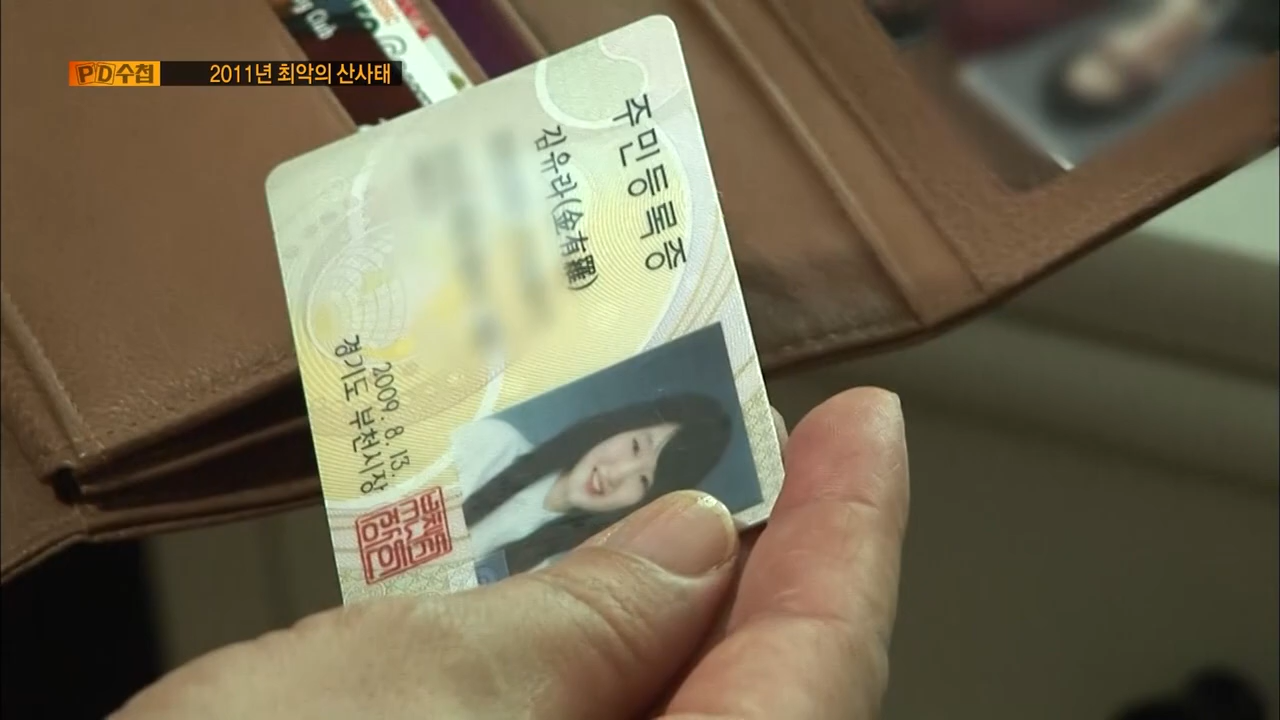 PD수첩
2011년 최악의 산사태
주민등록증
김유라(金有羅)
2009. 8. 13.
경기도 부천시장
Club